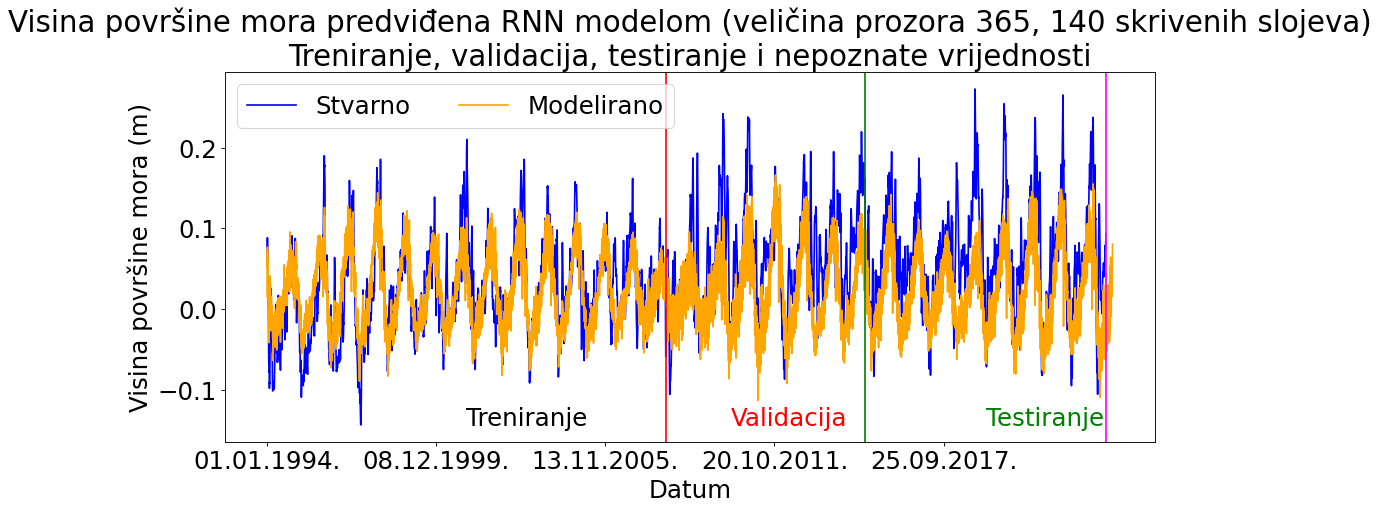 Visina površine mora predviđena RNN modelom (veličina prozora 365, 140 skrivenih slojeva)
Treniranje, validacija, testiranje i nepoznate vrijednosti
Stvarno
Modelirano
Visina površine mora (m)
0.2
0.1
0.0
−0.1
Treniranje
Validacija
Testiranje
01.01.1994.
08.12.1999.
13.11.2005.
20.10.2011.
25.09.2017.
Datum